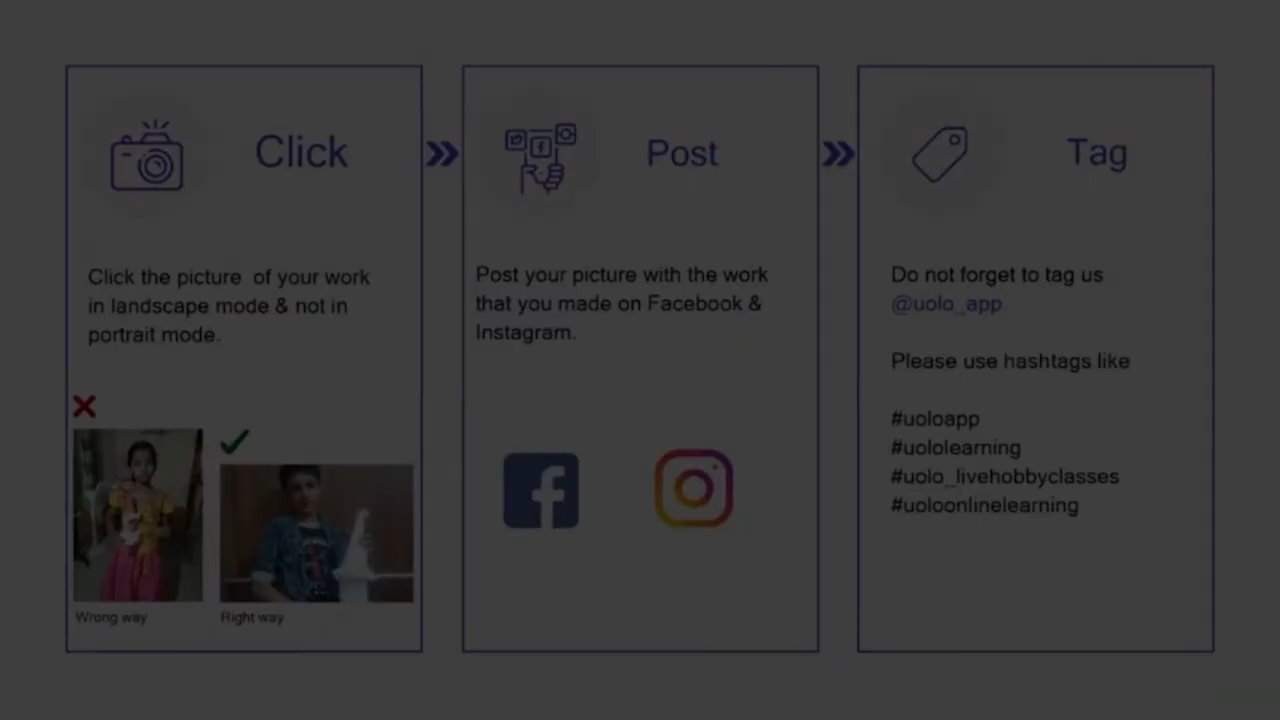 Click
Click the picture of your work
in landscape mode & not in
portrait mode.
Wrong way
Right way
Post
Post your picture with the work
that you made on Facebook &
Instagram.
Tag
Do not forget to tag us
@uolo_app.
Please use hashtags like
#uoloapp
#uololearning
#uolo_livehobbyclasses
#uoloonlinelearning